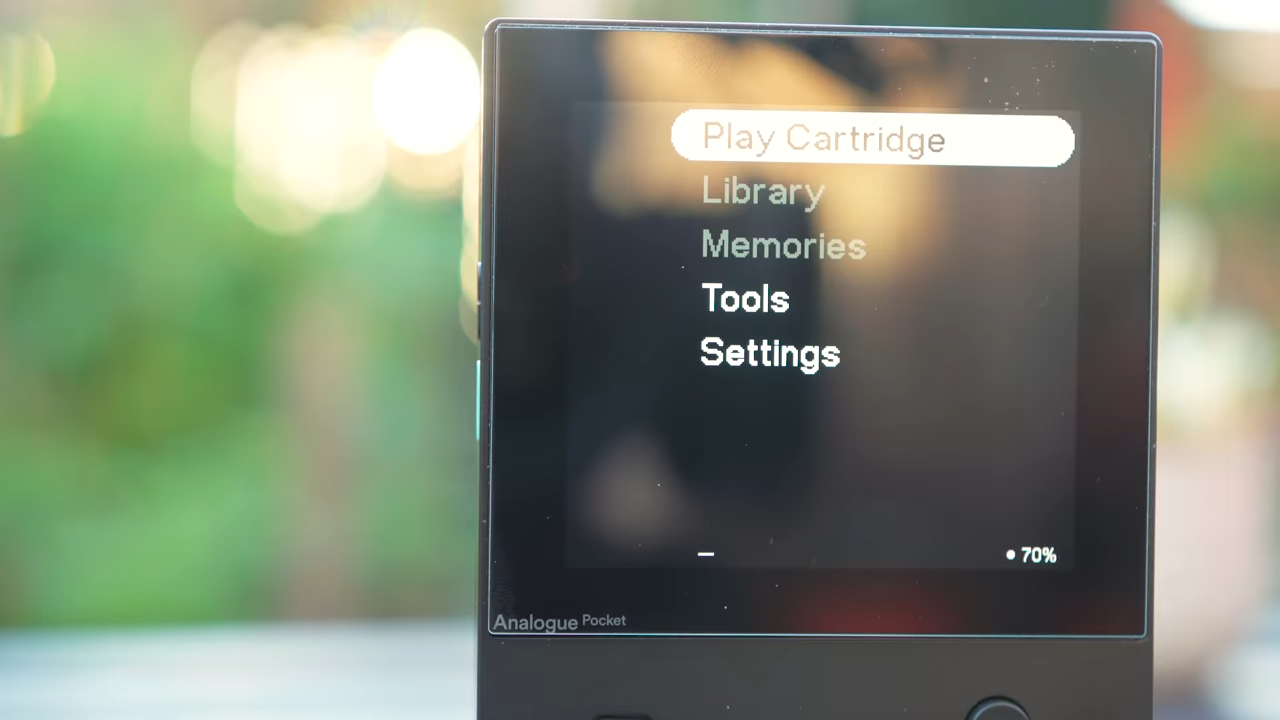 Play Cartridge
Library
Memories
Tools
Settings
70%
Analogue Pocket